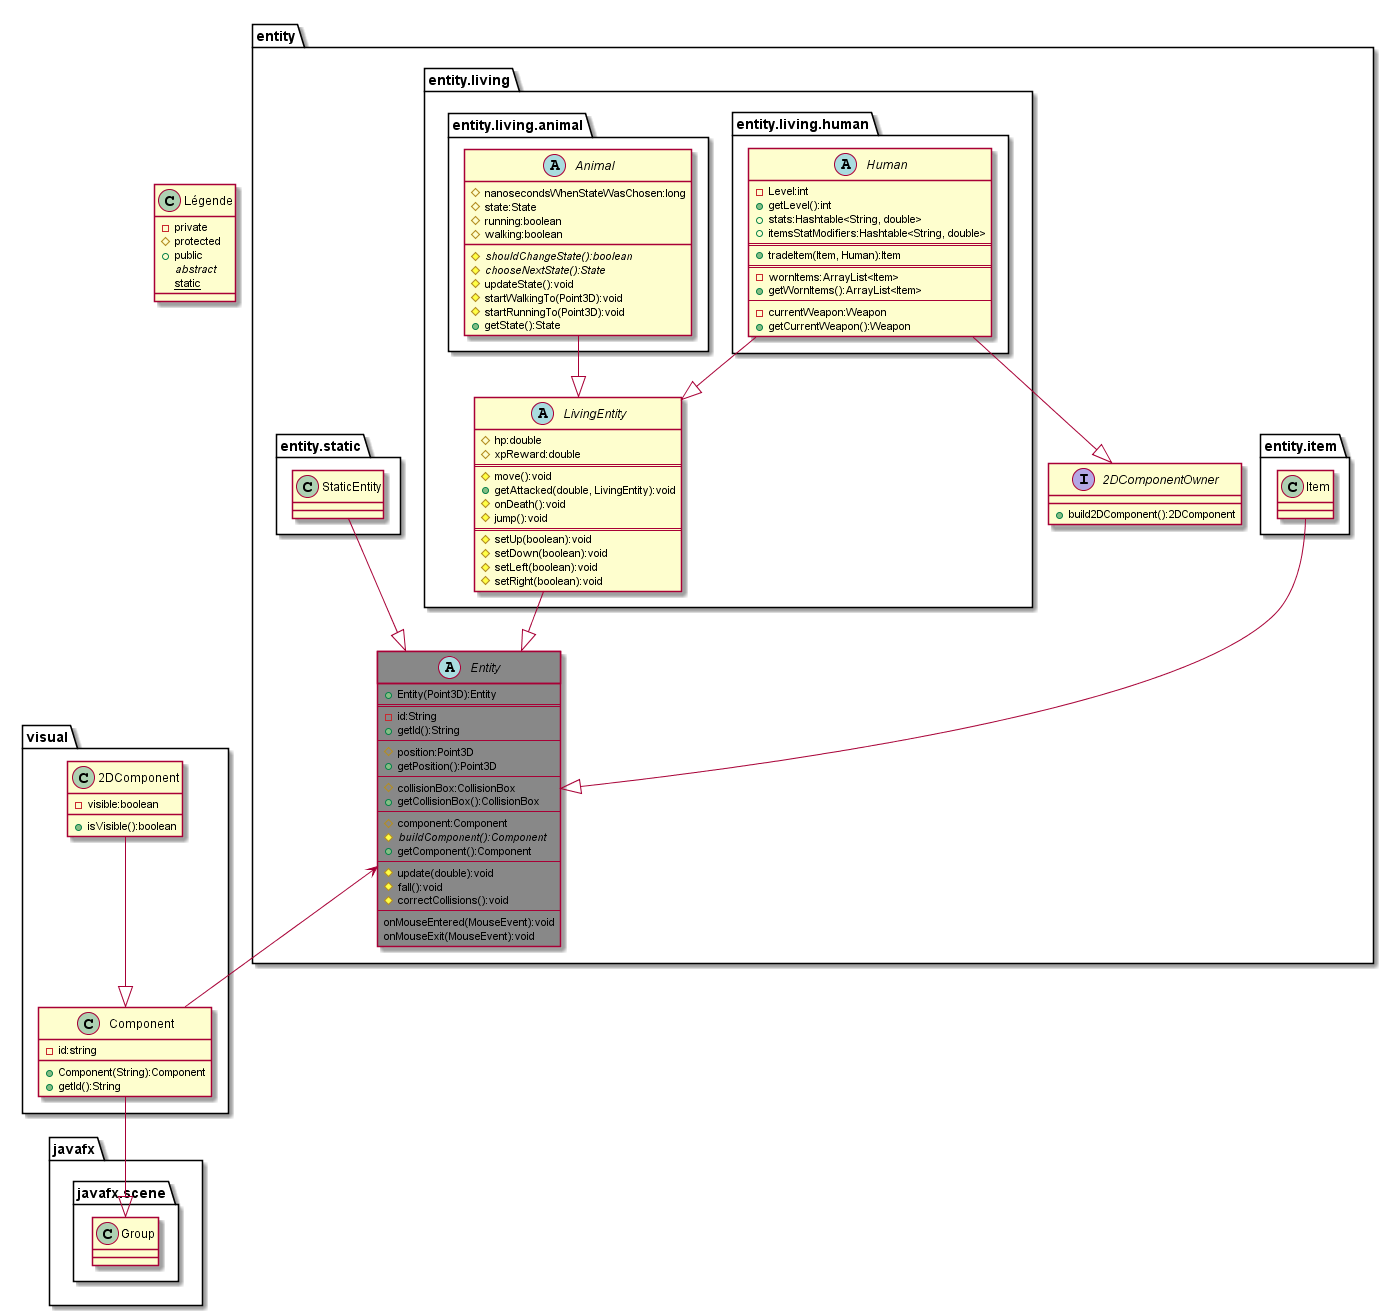 entity
entity.living
entity.living.animal
A Animal
nanosecondsWhenStateWasChosen:long
state:State
running:boolean
walking:boolean
shouldChangeState():boolean
chooseNextState():State
updateState():void
startWalkingTo(Point3D):void
startRunningTo(Point3D):void
getState():State
entity.living.human
A Human
Level:int
getLevel():int
stats:Hashtable<String, double>
itemsStatModifiers:Hashtable<String, double>
tradeItem(Item, Human):Item
wornItems:ArrayList<Item>
getWornItems():ArrayList<Item>
currentWeapon:Weapon
getCurrentWeapon():Weapon
C Légende
private
protected
public
abstract
static
A LivingEntity
hp:double
xpReward:double
move():void
getAttacked(double, LivingEntity):void
onDeath():void
jump():void
setUp(boolean):void
setDown(boolean):void
setLeft(boolean):void
setRight(boolean):void
entity.static
C StaticEntity
I 2DComponentOwner
build2DComponent():2DComponent
entity.item
C Item
A Entity
Entity(Point3D):Entity
id:String
getId():String
position:Point3D
getPosition():Point3D
collisionBox:CollisionBox
getCollisionBox():CollisionBox
component:Component
buildComponent():Component
getComponent():Component
update(double):void
fall():void
correctCollisions():void
onMouseEntered(MouseEvent):void
onMouseExit(MouseEvent):void
visual
C 2DComponent
visible:boolean
isVisible():boolean
C Component
id:string
Component(String):Component
getId():String
javafx
javafx.scene
C Group